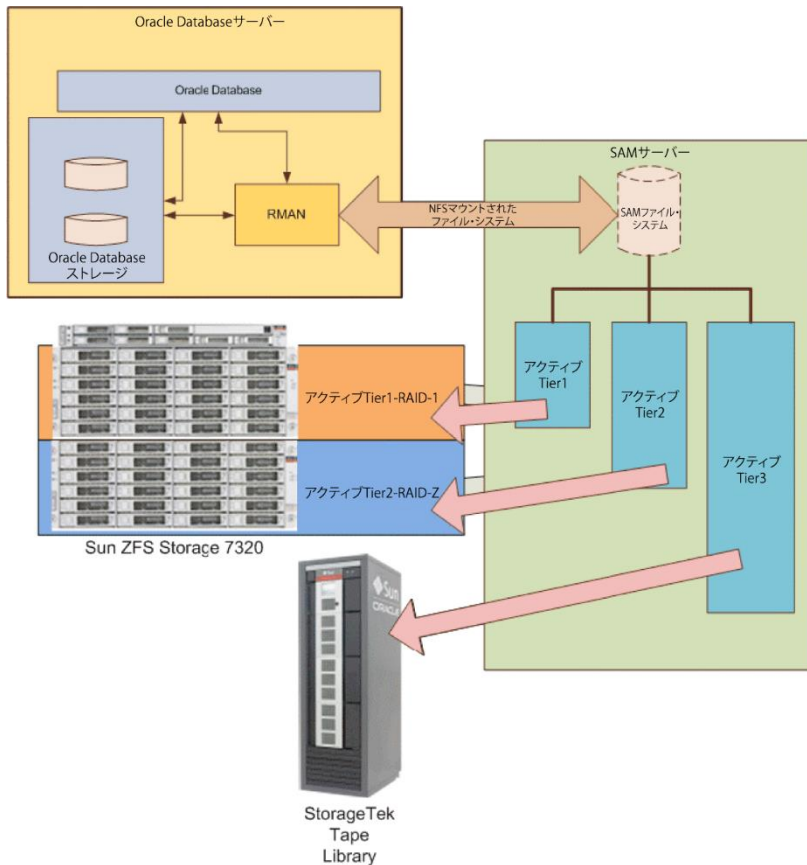 Oracle Databaseサーバー
Oracle Database
Oracle Database
ストレージ
RMAN
NFSマウントされた
ファイル・システム
SAMサーバー
SAMファイル・
システム
アクティブ
Tier1
アクティブ
Tier2
アクティブ
Tier3
アクティブTier1-RAID-1
アクティブTier2-RAID-Z
Sun ZFS Storage 7320
Sun
ORACLE
StorageTek
Tape
Library